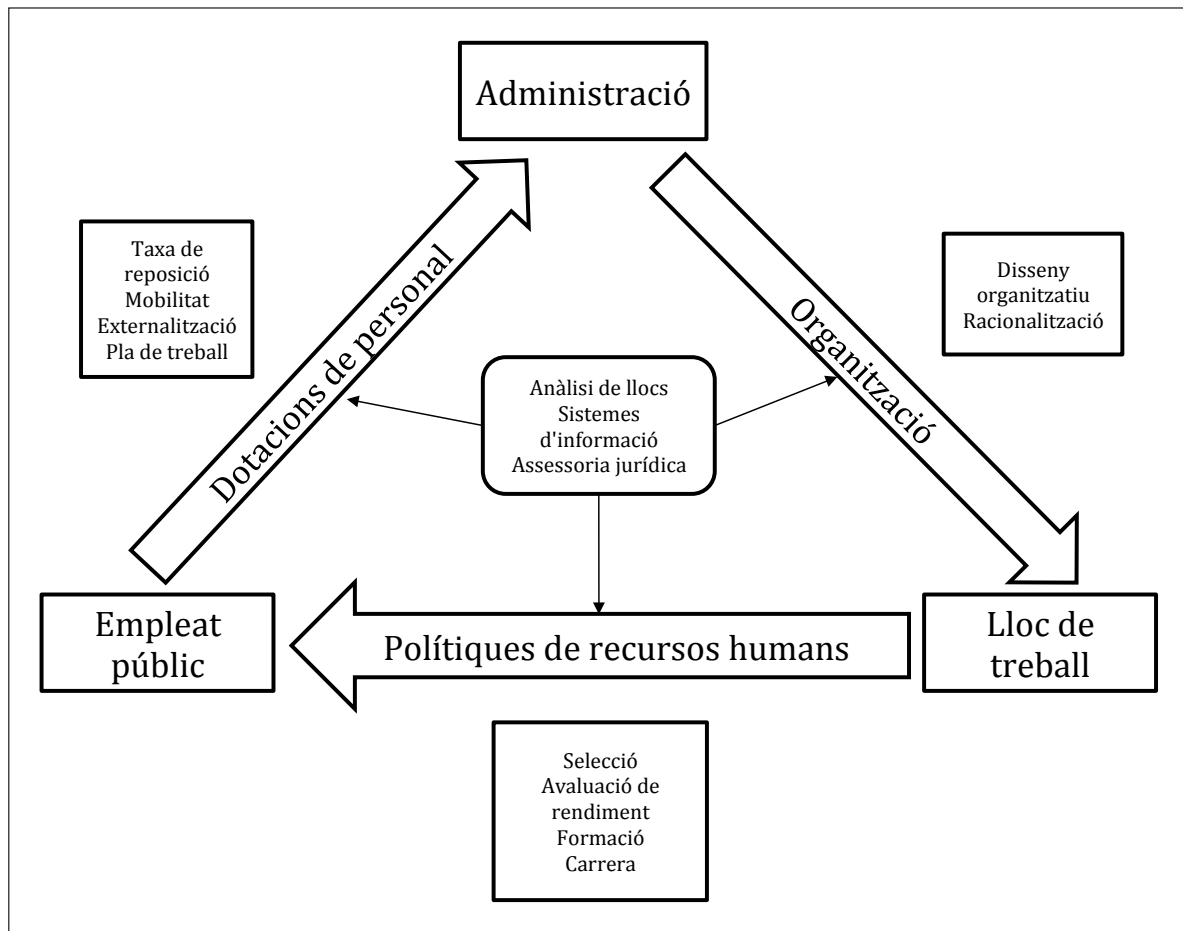 Administració
Taxa de
reposició
Mobilitat
Externalització
Pla de treball
Dotacions de personal
Organització
Disseny
organitzatiu
Racionalització
Anàlisi de llocs
Sistemes
d'informació
Assessoria jurídica
Empleat
públic
Polítiques de recursos humans
Lloc de
treball
Selecció
Avaluació de
rendiment
Formació
Carrera